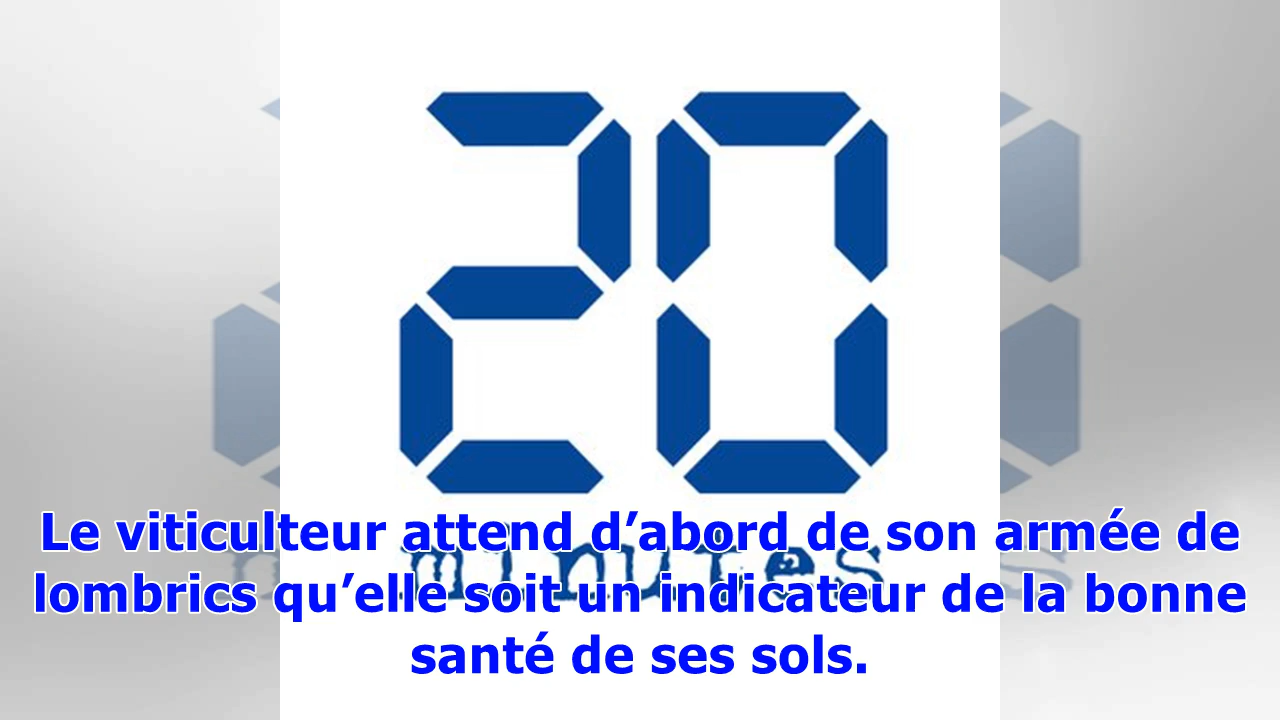 20
minutes
Le viticulteur attend d’abord de son armée de
lombrics qu’elle soit un indicateur de la bonne
santé de ses sols.